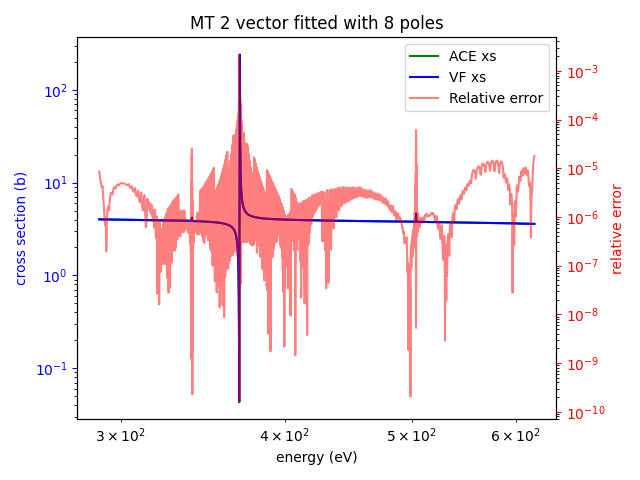 MT 2 vector fitted with 8 poles
ACE xs
VF xs
Relative error
cross section (b)
10²
10¹
10⁰
10⁻¹
relative error
10⁻³
10⁻⁴
10⁻⁵
10⁻⁶
10⁻⁷
10⁻⁸
10⁻⁹
10⁻¹⁰
3 × 10² 4 × 10² 5 × 10² 6 × 10²
energy (eV)